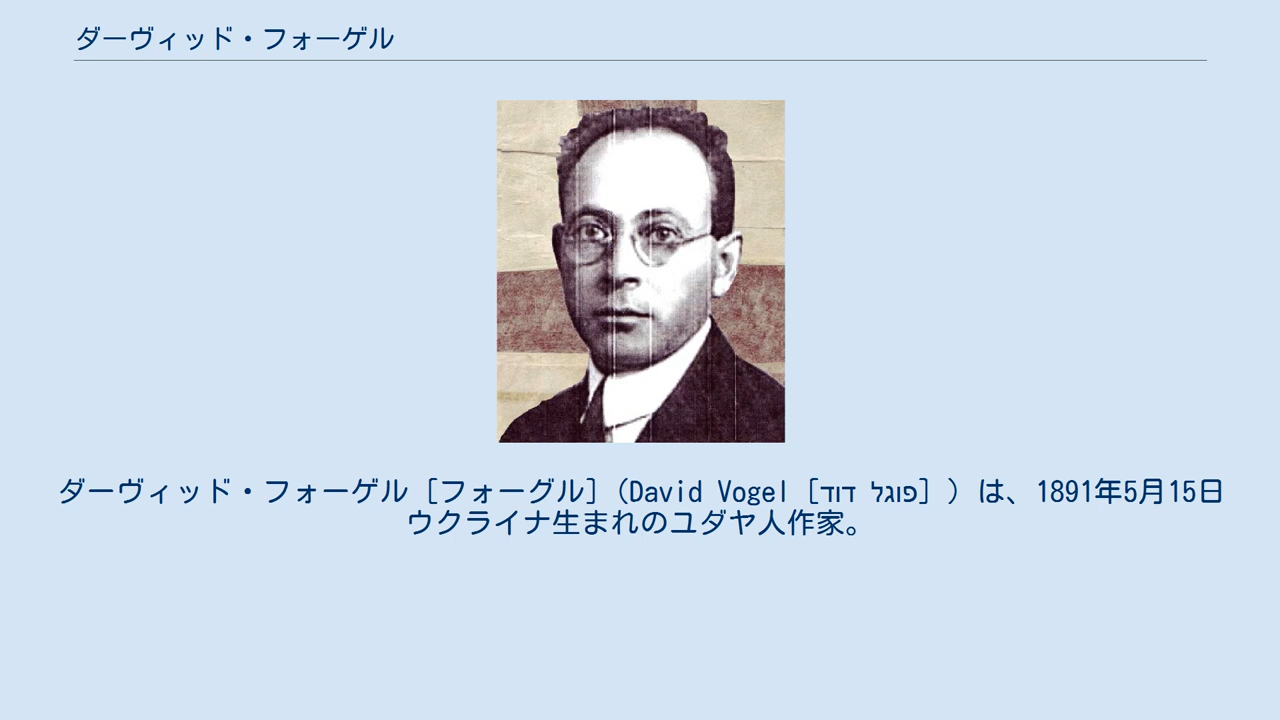 ダーヴィッド・フォーゲル
ダーヴィッド・フォーゲル［フォーグル］（David Vogel［דוד פוגל］）は、1891年5月15日
ウクライナ生まれのユダヤ人作家。